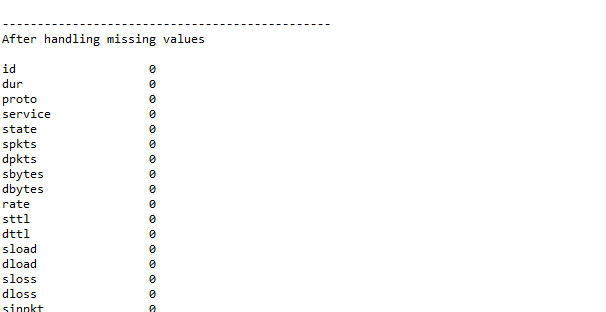 -----------------------------------------------
After handling missing values
id 0
dur 0
proto 0
service 0
state 0
spkts 0
dpkts 0
sbytes 0
dbytes 0
rate 0
sttl 0
dttl 0
sload 0
dload 0
sloss 0
dloss 0
sinpkt 0